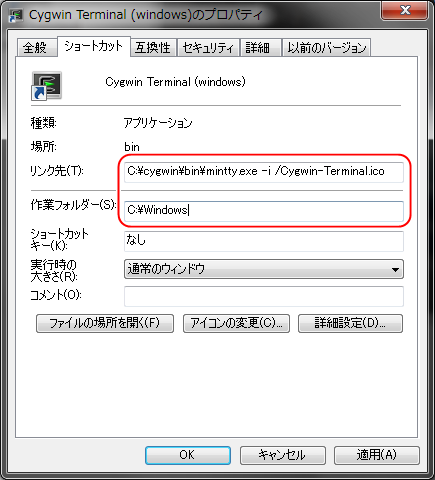 Cygwin Terminal (windows)のプロパティ
全般 ショートカット 互換性 セキュリティ 詳細 以前のバージョン
Cygwin Terminal (windows)
種類: アプリケーション
場所: bin
リンク先(T): C:¥cygwin¥bin¥mintty.exe -i /Cygwin-Terminal.ico
作業フォルダー(S): C:¥Windows
ショートカット
キー(K): なし
実行時の
大きさ(R): 通常のウィンドウ
コメント(O):
ファイルの場所を開く(F) アイコンの変更(C)... 詳細設定(D)...
OK キャンセル 適用(A)